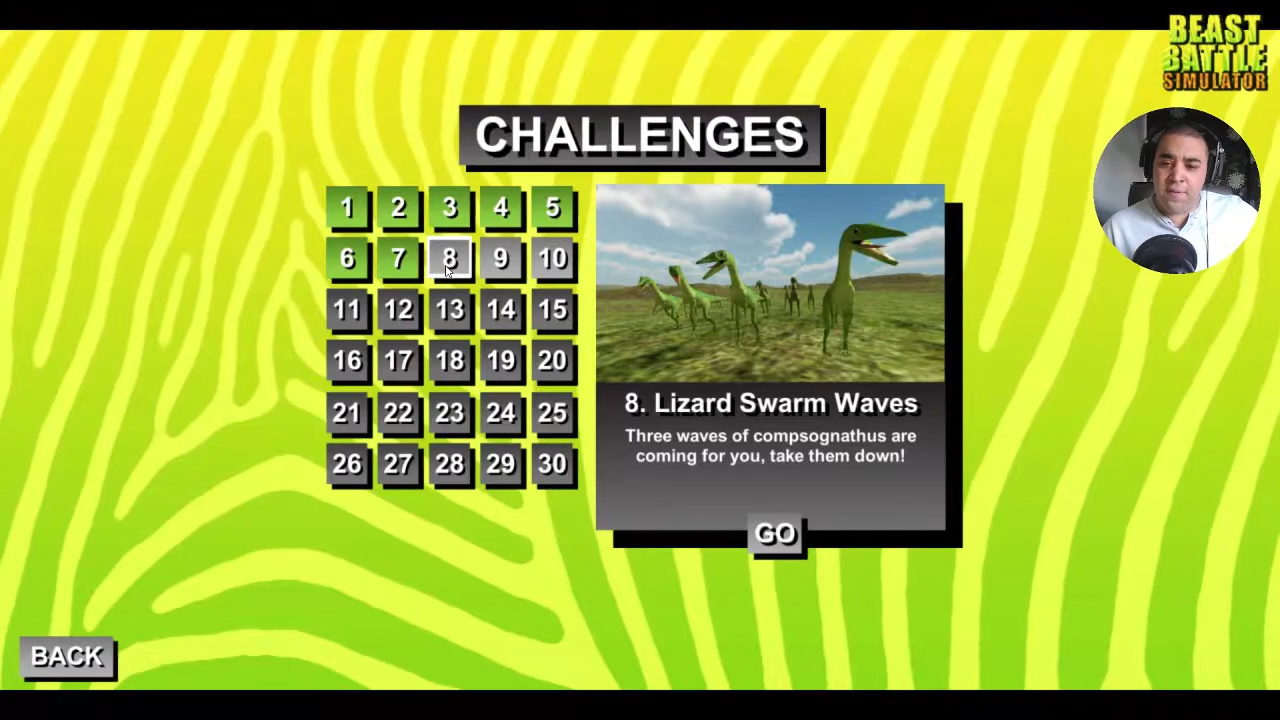 BEAST
BATTLE
SIMULATOR
CHALLENGES
1 2 3 4 5
6 7 8 9 10
11 12 13 14 15
16 17 18 19 20
21 22 23 24 25
26 27 28 29 30
8. Lizard Swarm Waves
Three waves of compsognathus are
coming for you, take them down!
GO
BACK